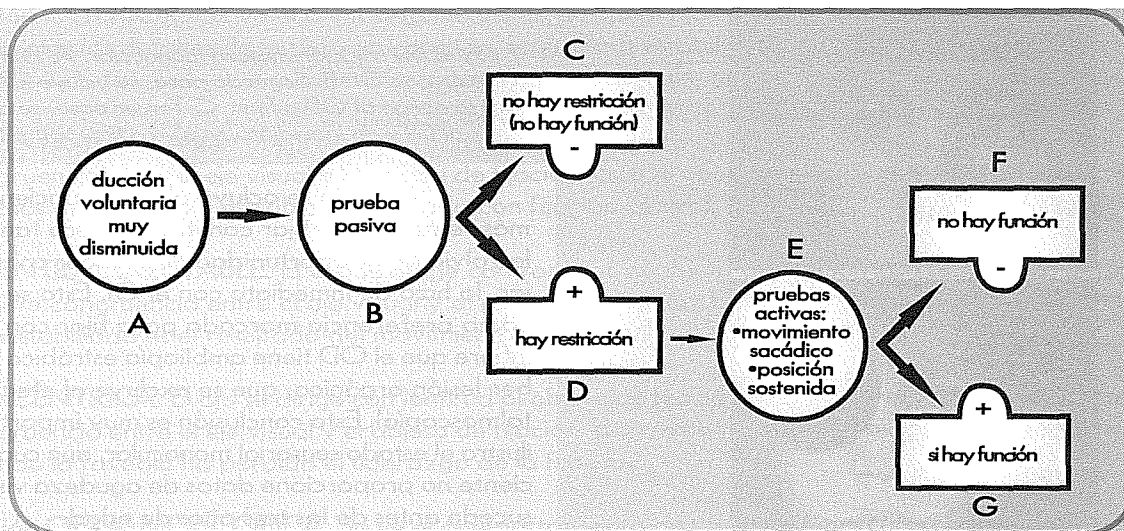 C
no hay restricción
(no hay función)
-
ducción
voluntaria
muy
disminuida
A
prueba
pasiva
B
+
hay restricción
D
E
pruebas
activas:
•movimiento
sacádico
•posición
sostenida
F
no hay función
-
+
si hay función
G